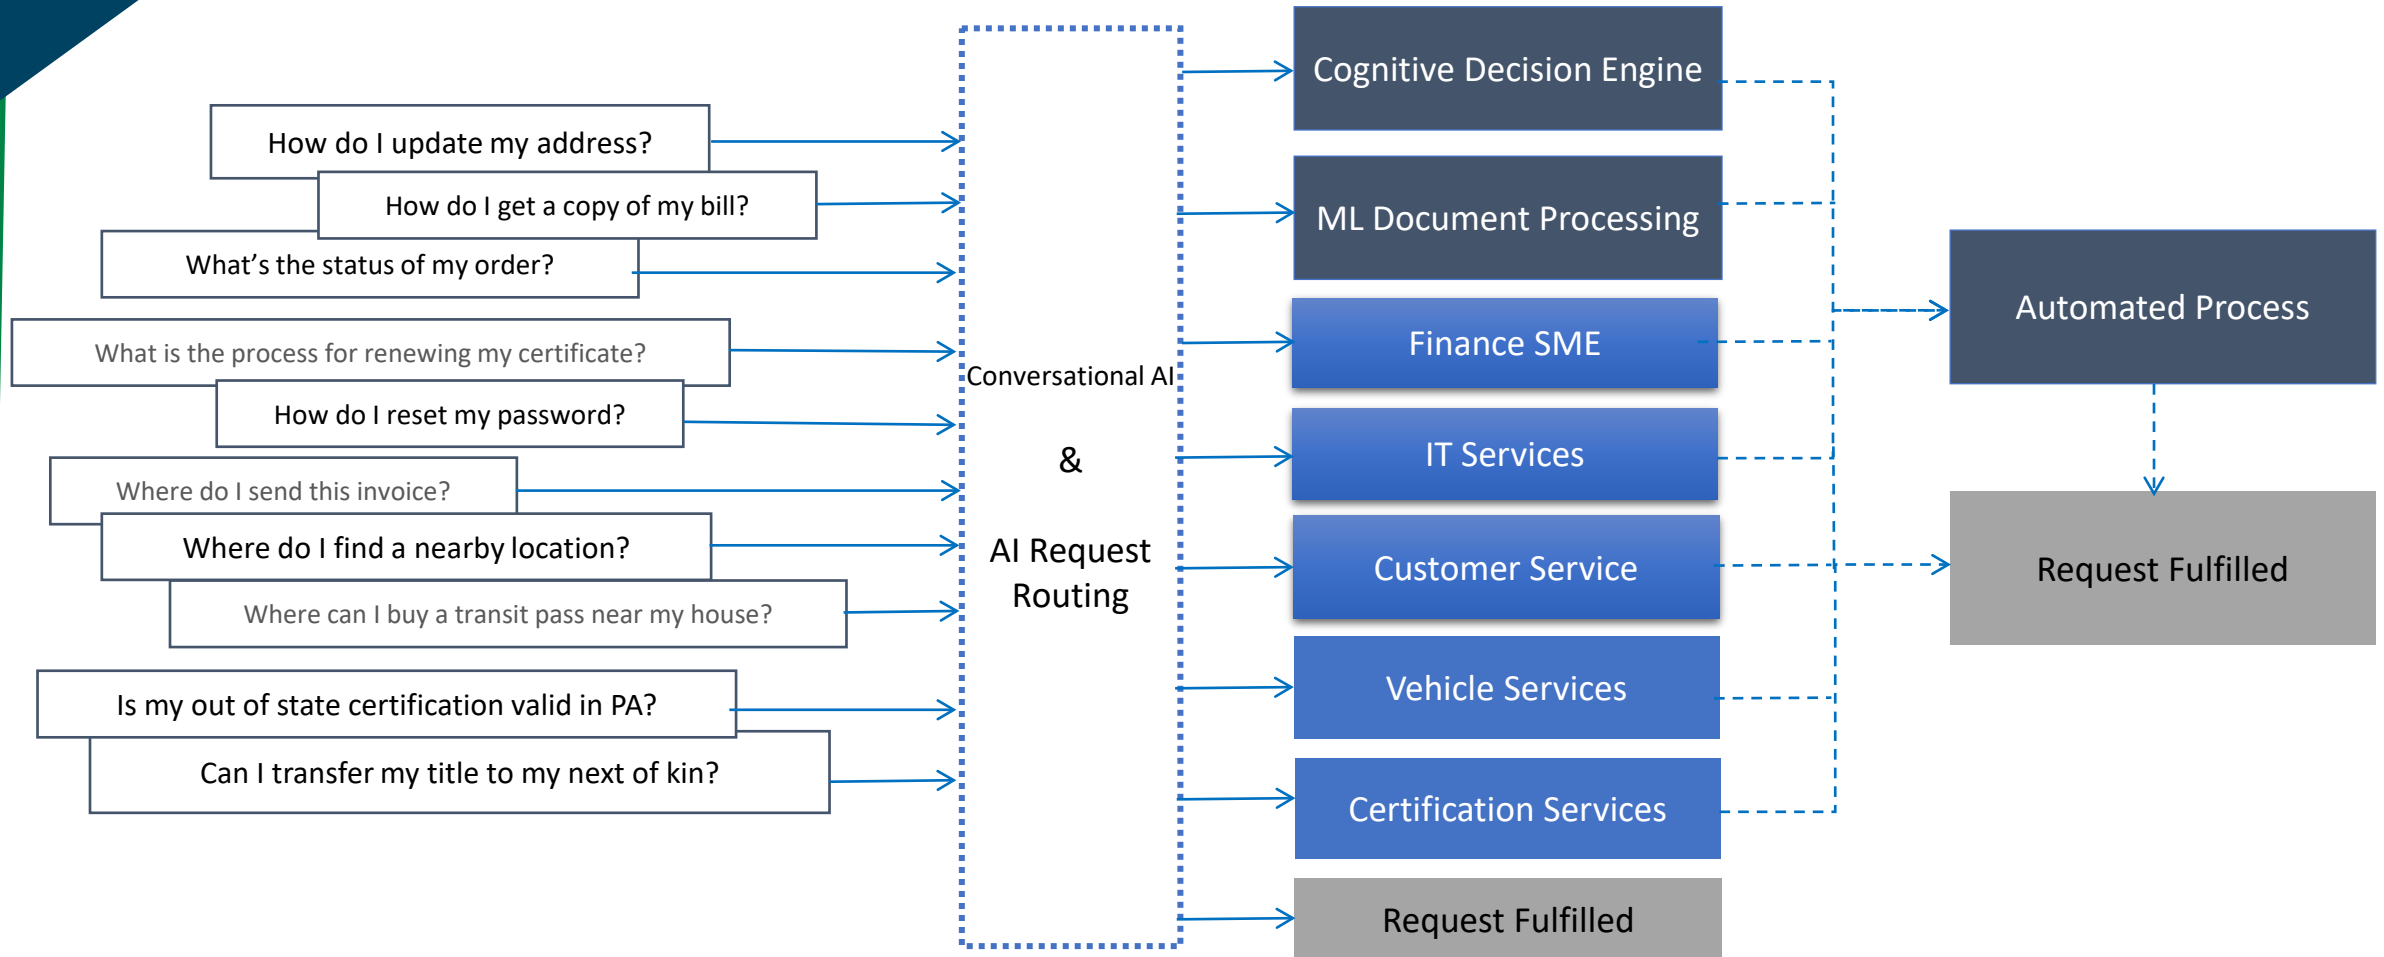 How do I update my address?
How do I get a copy of my bill?
What’s the status of my order?
What is the process for renewing my certificate?
How do I reset my password?
Where do I send this invoice?
Where do I find a nearby location?
Where can I buy a transit pass near my house?
Is my out of state certification valid in PA?
Can I transfer my title to my next of kin?
Conversational AI
&
AI Request
Routing
Cognitive Decision Engine
ML Document Processing
Finance SME
IT Services
Customer Service
Vehicle Services
Certification Services
Request Fulfilled
Automated Process
Request Fulfilled